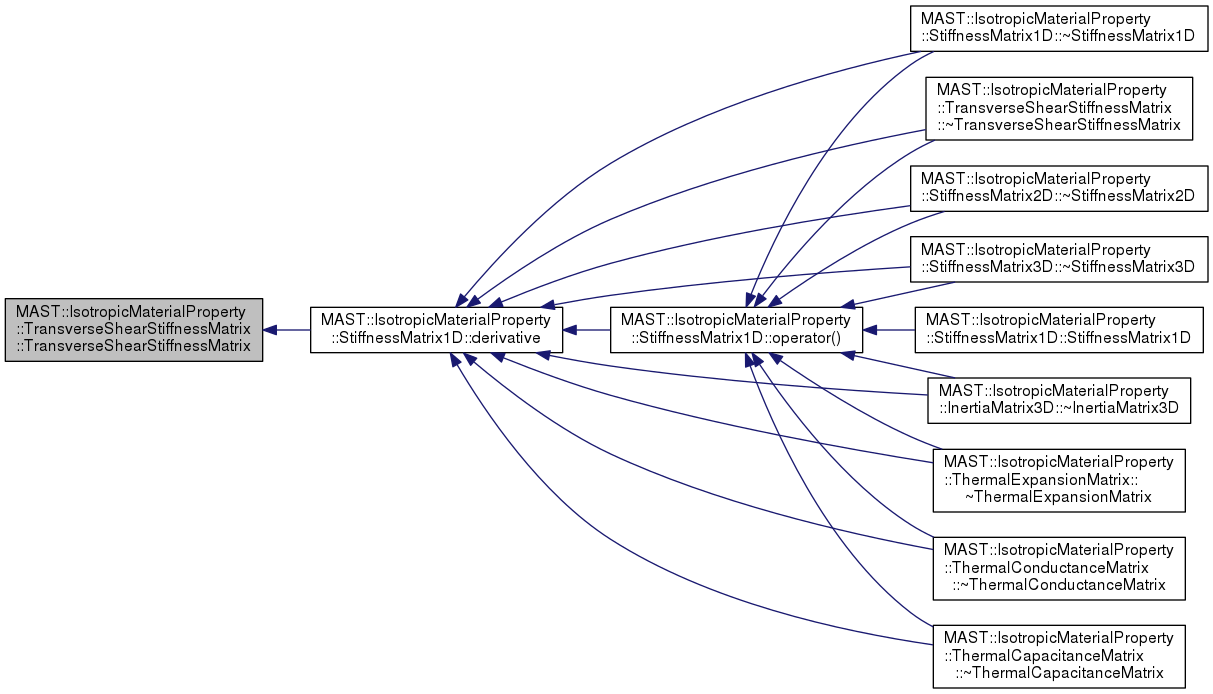 MAST::IsotropicMaterialProperty
::TransverseShearStiffnessMatrix
::TransverseShearStiffnessMatrix
MAST::IsotropicMaterialProperty
::StiffnessMatrix1D::derivative
MAST::IsotropicMaterialProperty
::StiffnessMatrix1D::operator()
MAST::IsotropicMaterialProperty
::StiffnessMatrix1D::~StiffnessMatrix1D
MAST::IsotropicMaterialProperty
::TransverseShearStiffnessMatrix
::~TransverseShearStiffnessMatrix
MAST::IsotropicMaterialProperty
::StiffnessMatrix2D::~StiffnessMatrix2D
MAST::IsotropicMaterialProperty
::StiffnessMatrix3D::~StiffnessMatrix3D
MAST::IsotropicMaterialProperty
::StiffnessMatrix1D::StiffnessMatrix1D
MAST::IsotropicMaterialProperty
::InertiaMatrix3D::~InertiaMatrix3D
MAST::IsotropicMaterialProperty
::ThermalExpansionMatrix::
~ThermalExpansionMatrix
MAST::IsotropicMaterialProperty
::ThermalConductanceMatrix
::~ThermalConductanceMatrix
MAST::IsotropicMaterialProperty
::ThermalCapacitanceMatrix
::~ThermalCapacitanceMatrix